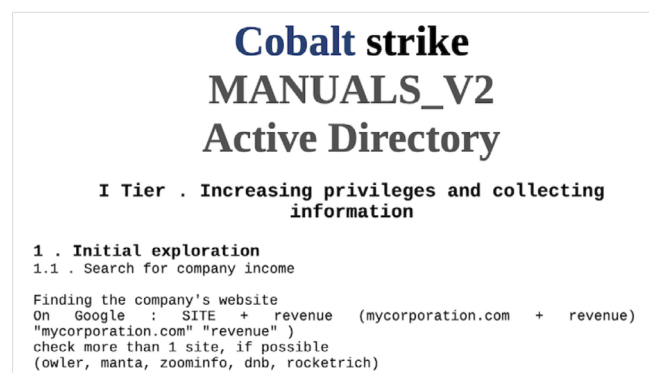 Cobalt strike
MANUALS_V2
Active Directory
I Tier . Increasing privileges and collecting
information
1 . Initial exploration
1.1 . Search for company income
Finding the company's website
On Google : SITE + revenue (mycorporation.com + revenue)
"mycorporation.com" "revenue" )
check more than 1 site, if possible
(owler, manta, zoominfo, dnb, rocketrich)